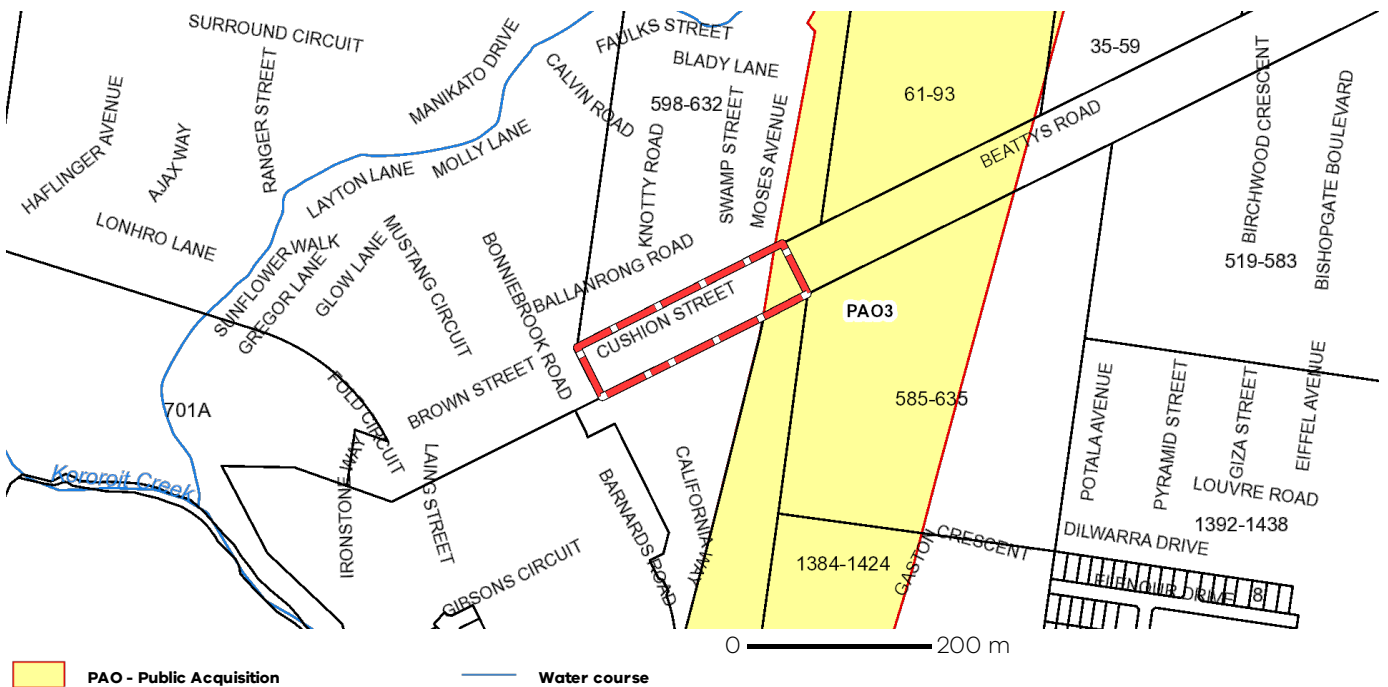 SURROUND CIRCUIT
MANIKATO DRIVE
FAULKS STREET
35-59
BLADY LANE
CALVIN ROAD
598-632
61-93
HAFLINGER AVENUE
AJAX WAY
RANGER STREET
MOLLY LANE
KNOTTY ROAD
SWAMP STREET
MOSES AVENUE
BEATTYS ROAD
BIRCHWOOD CRESCENT
BISHOPGATE BOULEVARD
LAYTON LANE
LONHRO LANE
SUNFLOWER WALK
GREGOR LANE
GLOW LANE
MUSTANG CIRCUIT
BONNIEBROOK ROAD
BALLANRONG ROAD
519-583
CUSHION STREET
PAO3
BROWN STREET
FOLD CIRCUIT
701A
585-635
POTALA AVENUE
PYRAMID STREET
GIZA STREET
EIFFEL AVENUE
Kororoit Creek
IRONSTONE WAY
LAING STREET
BARNARDS ROAD
CALIFORNIA WAY
LOUVRE ROAD
1392-1438
GIBSONS CIRCUIT
1384-1424
GASTON CRESCENT
DILWARRA DRIVE
ELENOUR DRIVE
8
0 200 m
PAO - Public Acquisition
Water course